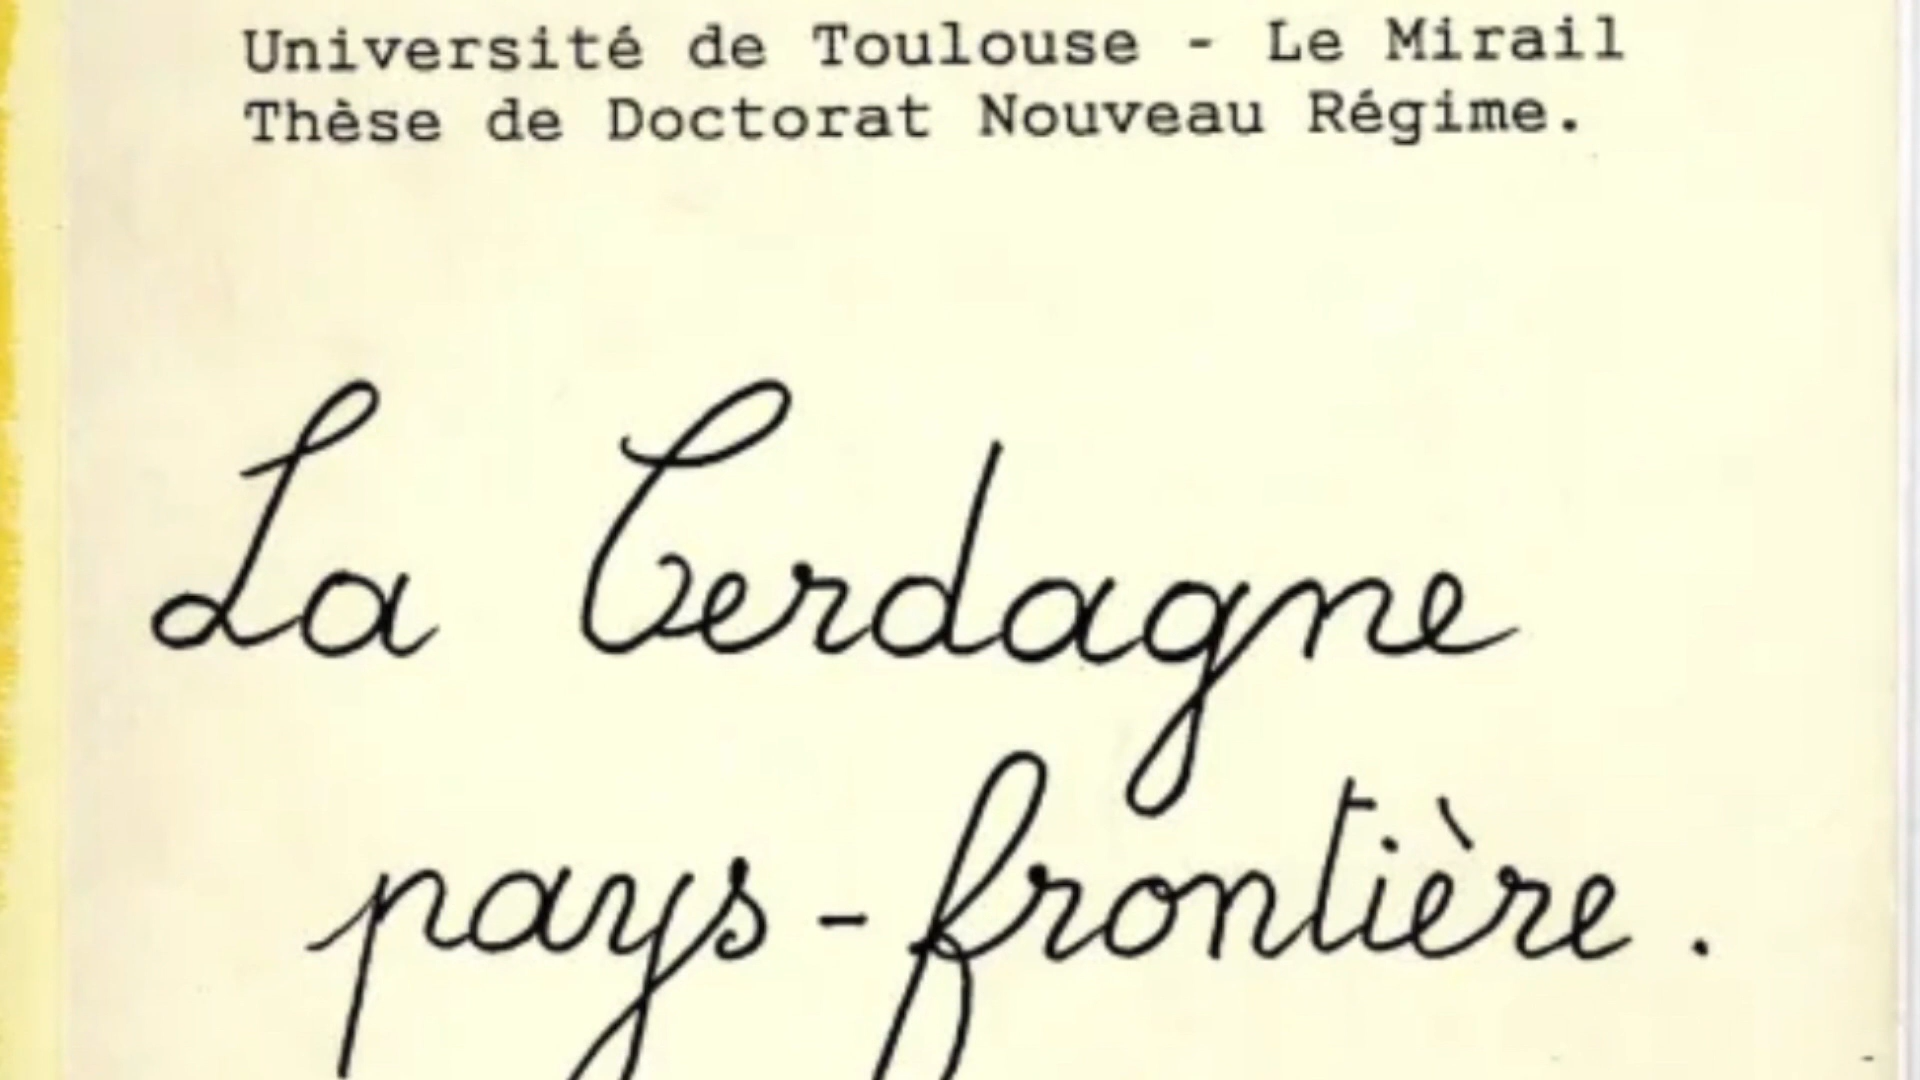 Université de Toulouse - Le Mirail
Thèse de Doctorat Nouveau Régime.
La Cerdagne
pays-frontière.